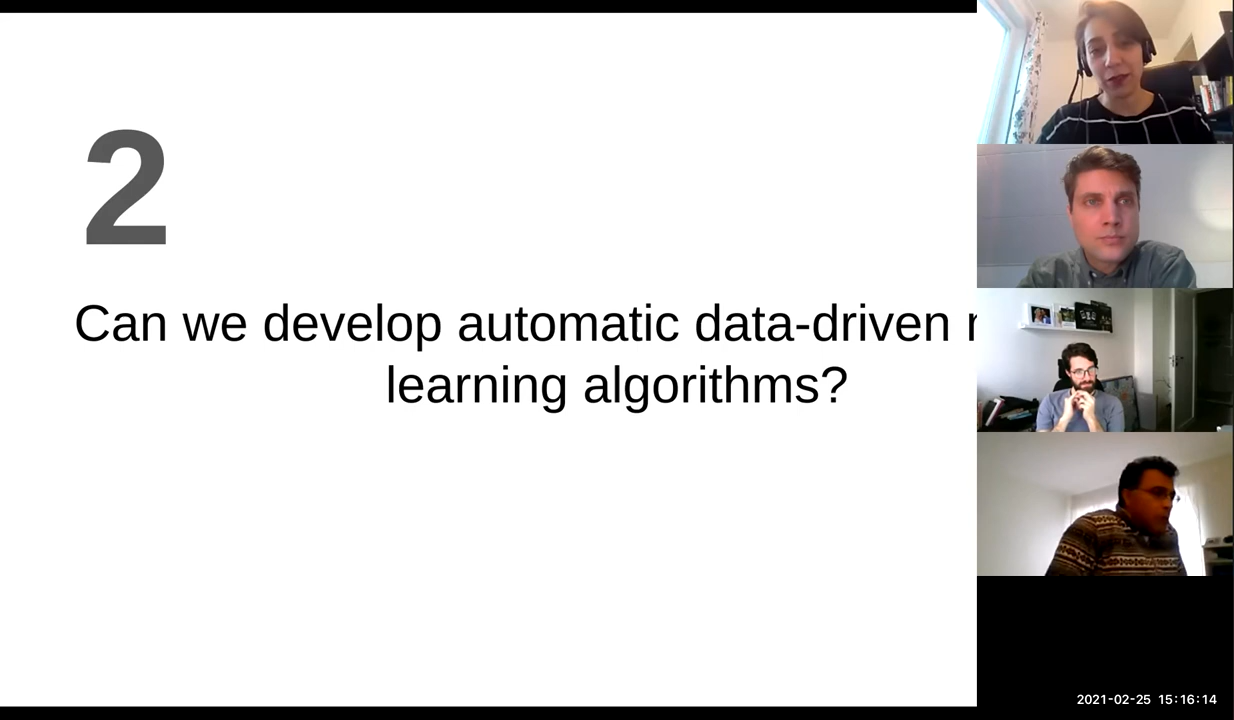 2
Can we develop automatic data-driven
learning algorithms?
2021-02-25 15:16:14